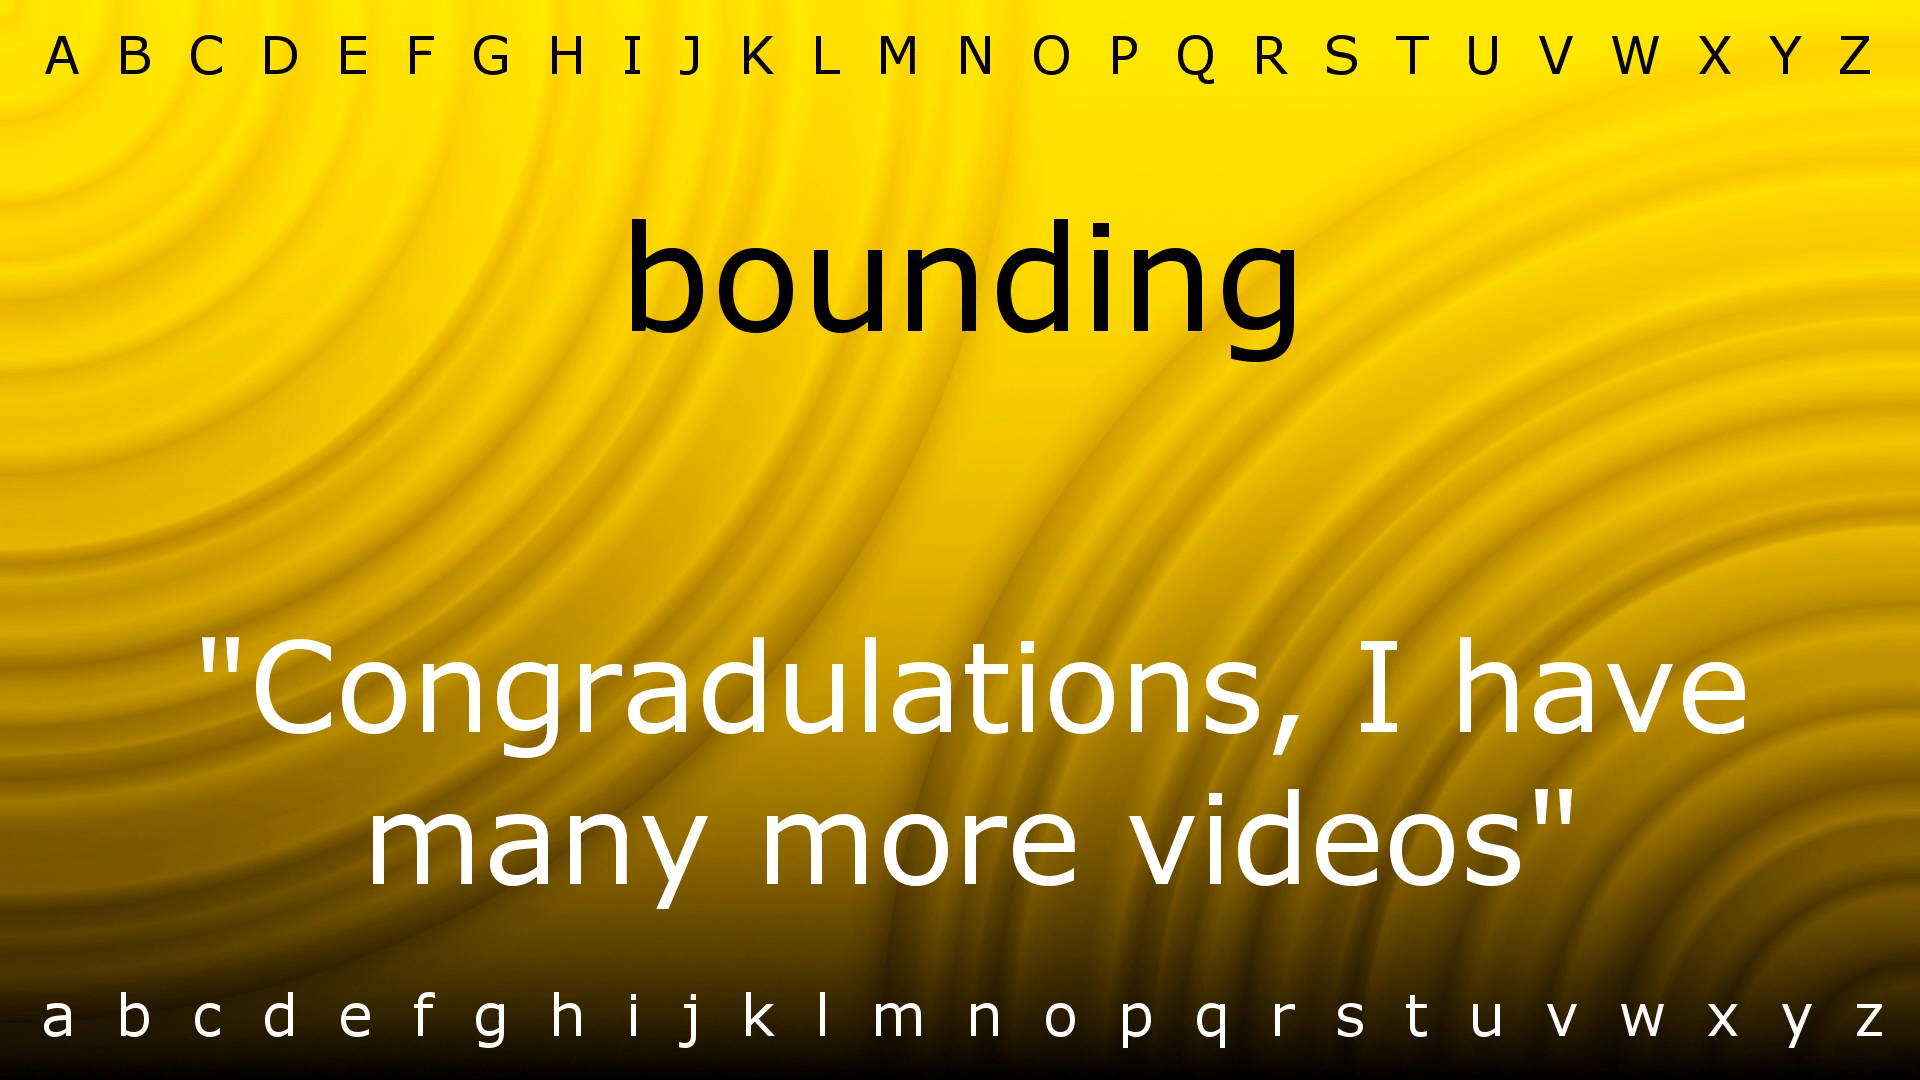 A B C D E F G H I J K L M N O P Q R S T U V W X Y Z
bounding
"Congradulations, I have
many more videos"
a b c d e f g h i j k l m n o p q r s t u v w x y z